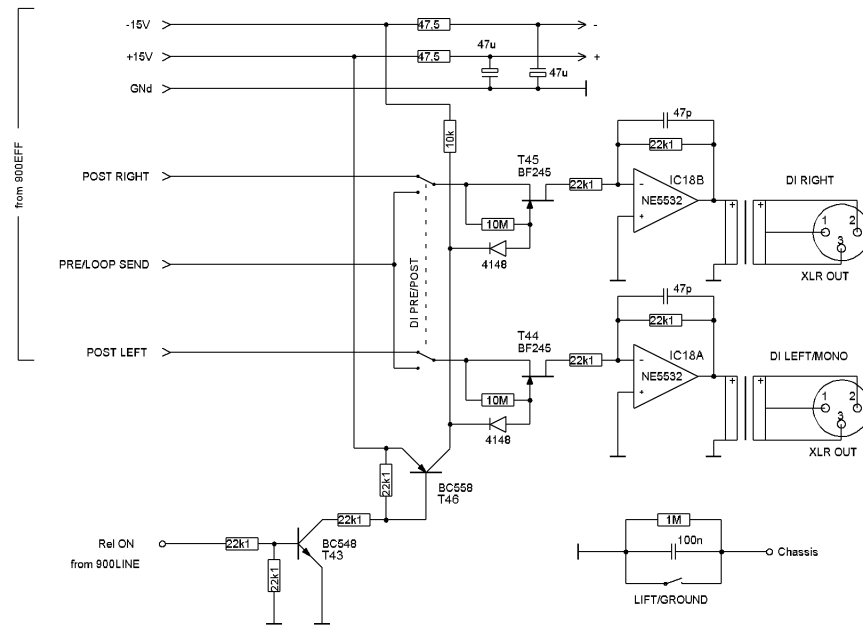 -15V
47,5
-
+15V
47,5
+
47u
47u
GNd
from 900EFF
10k
47p
22k1
T45
BF245
POST RIGHT
22k1
-
IC18B
NE5532
+
DI RIGHT
+
+
1
2
3
XLR OUT
10M
4148
PRE/LOOP SEND
DI PRE/POST
47p
22k1
T44
BF245
POST LEFT
22k1
-
IC18A
NE5532
+
DI LEFT/MONO
+
+
1
2
3
XLR OUT
10M
4148
22k1
BC558
T46
22k1
Rel ON
from 900LINE
22k1
BC548
T43
22k1
1M
100n
Chassis
LIFT/GROUND